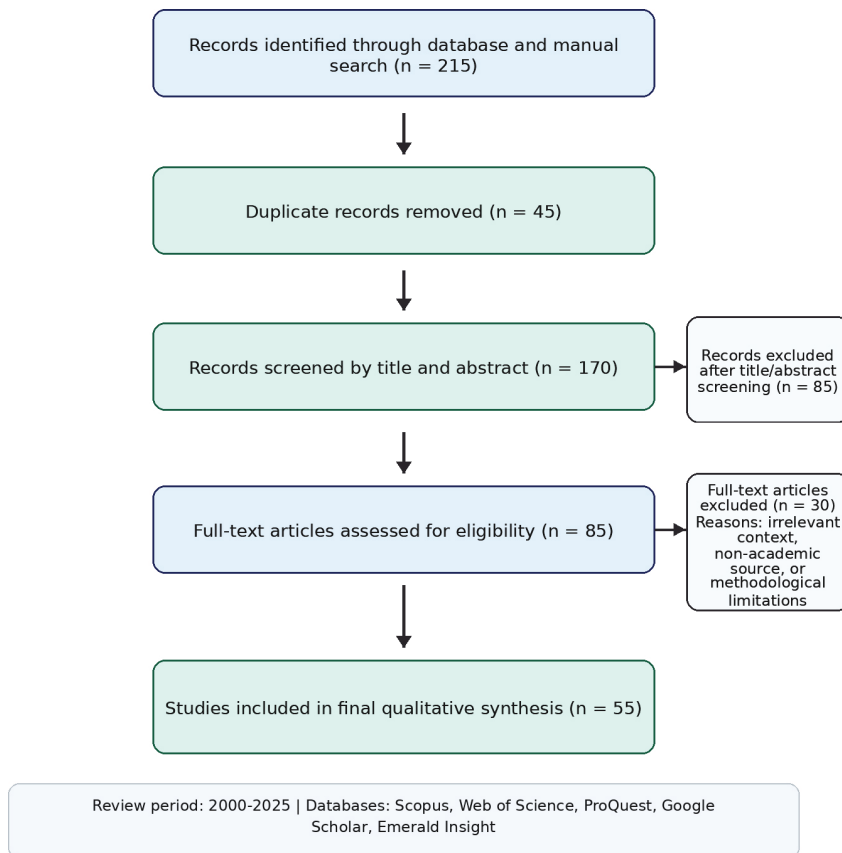 Records identified through database and manual
search (n = 215)
Duplicate records removed (n = 45)
Records screened by title and abstract (n = 170)
Records excluded
after title/abstract
screening (n = 85)
Full-text articles assessed for eligibility (n = 85)
Full-text articles
excluded (n = 30)
Reasons: irrelevant
context,
non-academic
source, or
methodological
limitations
Studies included in final qualitative synthesis (n = 55)
Review period: 2000-2025 | Databases: Scopus, Web of Science, ProQuest, Google
Scholar, Emerald Insight